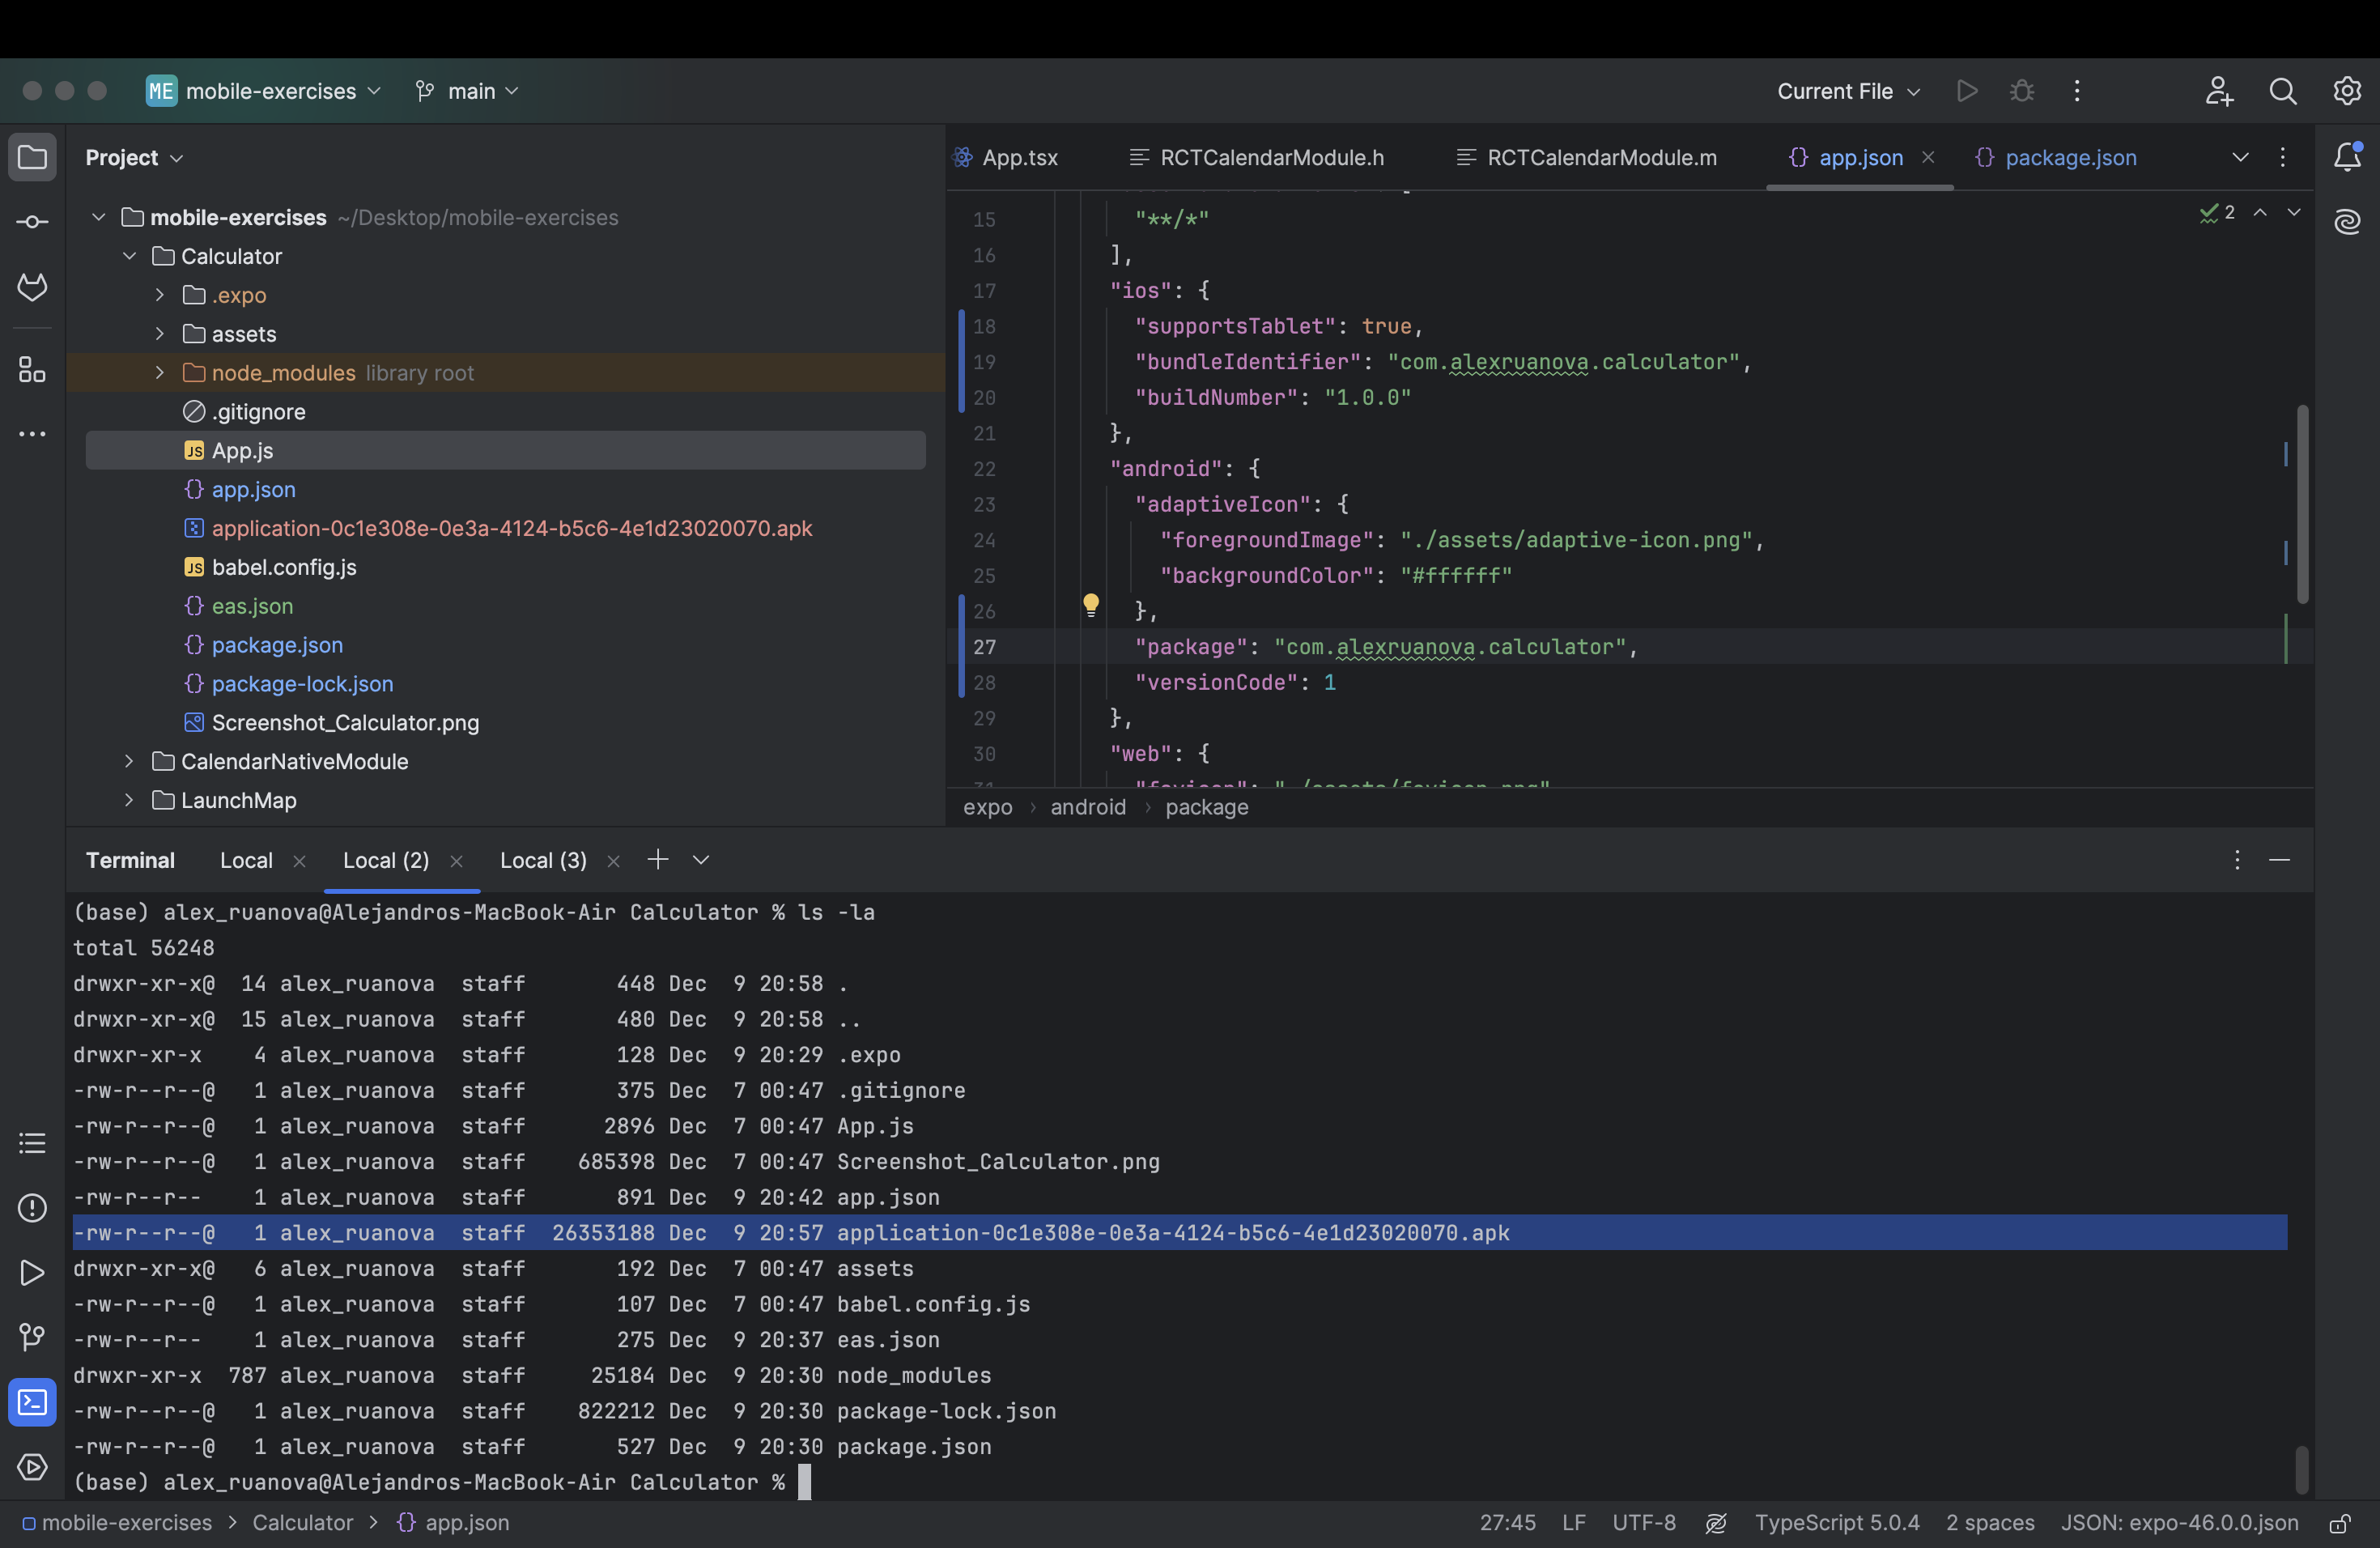 ME mobile-exercises main Current File
Project
mobile-exercises ~/Desktop/mobile-exercises
Calculator
.expo
assets
node_modules library root
.gitignore
JS App.js
{} app.json
application-0c1e308e-0e3a-4124-b5c6-4e1d23020070.apk
JS babel.config.js
{} eas.json
{} package.json
{} package-lock.json
Screenshot_Calculator.png
CalendarNativeModule
LaunchMap
App.tsx RCTCalendarModule.h RCTCalendarModule.m {} app.json {} package.json
2
15 "**/*"
16 ],
17 "ios": {
18 "supportsTablet": true,
19 "bundleIdentifier": "com.alexruanova.calculator",
20 "buildNumber": "1.0.0"
21 },
22 "android": {
23 "adaptiveIcon": {
24 "foregroundImage": "./assets/adaptive-icon.png",
25 "backgroundColor": "#ffffff"
26 },
27 "package": "com.alexruanova.calculator",
28 "versionCode": 1
29 },
30 "web": {
31 "favicon": "./assets/favicon.png"
expo › android › package
Terminal Local Local (2) Local (3)
(base) alex_ruanova@Alejandros-MacBook-Air Calculator % ls -la
total 56248
drwxr-xr-x@ 14 alex_ruanova staff 448 Dec 9 20:58 .
drwxr-xr-x@ 15 alex_ruanova staff 480 Dec 9 20:58 ..
drwxr-xr-x 4 alex_ruanova staff 128 Dec 9 20:29 .expo
-rw-r--r--@ 1 alex_ruanova staff 375 Dec 7 00:47 .gitignore
-rw-r--r--@ 1 alex_ruanova staff 2896 Dec 7 00:47 App.js
-rw-r--r--@ 1 alex_ruanova staff 685398 Dec 7 00:47 Screenshot_Calculator.png
-rw-r--r-- 1 alex_ruanova staff 891 Dec 9 20:42 app.json
-rw-r--r--@ 1 alex_ruanova staff 26353188 Dec 9 20:57 application-0c1e308e-0e3a-4124-b5c6-4e1d23020070.apk
drwxr-xr-x@ 6 alex_ruanova staff 192 Dec 7 00:47 assets
-rw-r--r--@ 1 alex_ruanova staff 107 Dec 7 00:47 babel.config.js
-rw-r--r-- 1 alex_ruanova staff 275 Dec 9 20:37 eas.json
drwxr-xr-x 787 alex_ruanova staff 25184 Dec 9 20:30 node_modules
-rw-r--r--@ 1 alex_ruanova staff 822212 Dec 9 20:30 package-lock.json
-rw-r--r--@ 1 alex_ruanova staff 527 Dec 9 20:30 package.json
(base) alex_ruanova@Alejandros-MacBook-Air Calculator %
mobile-exercises › Calculator › {} app.json 27:45 LF UTF-8 TypeScript 5.0.4 2 spaces JSON: expo-46.0.0.json